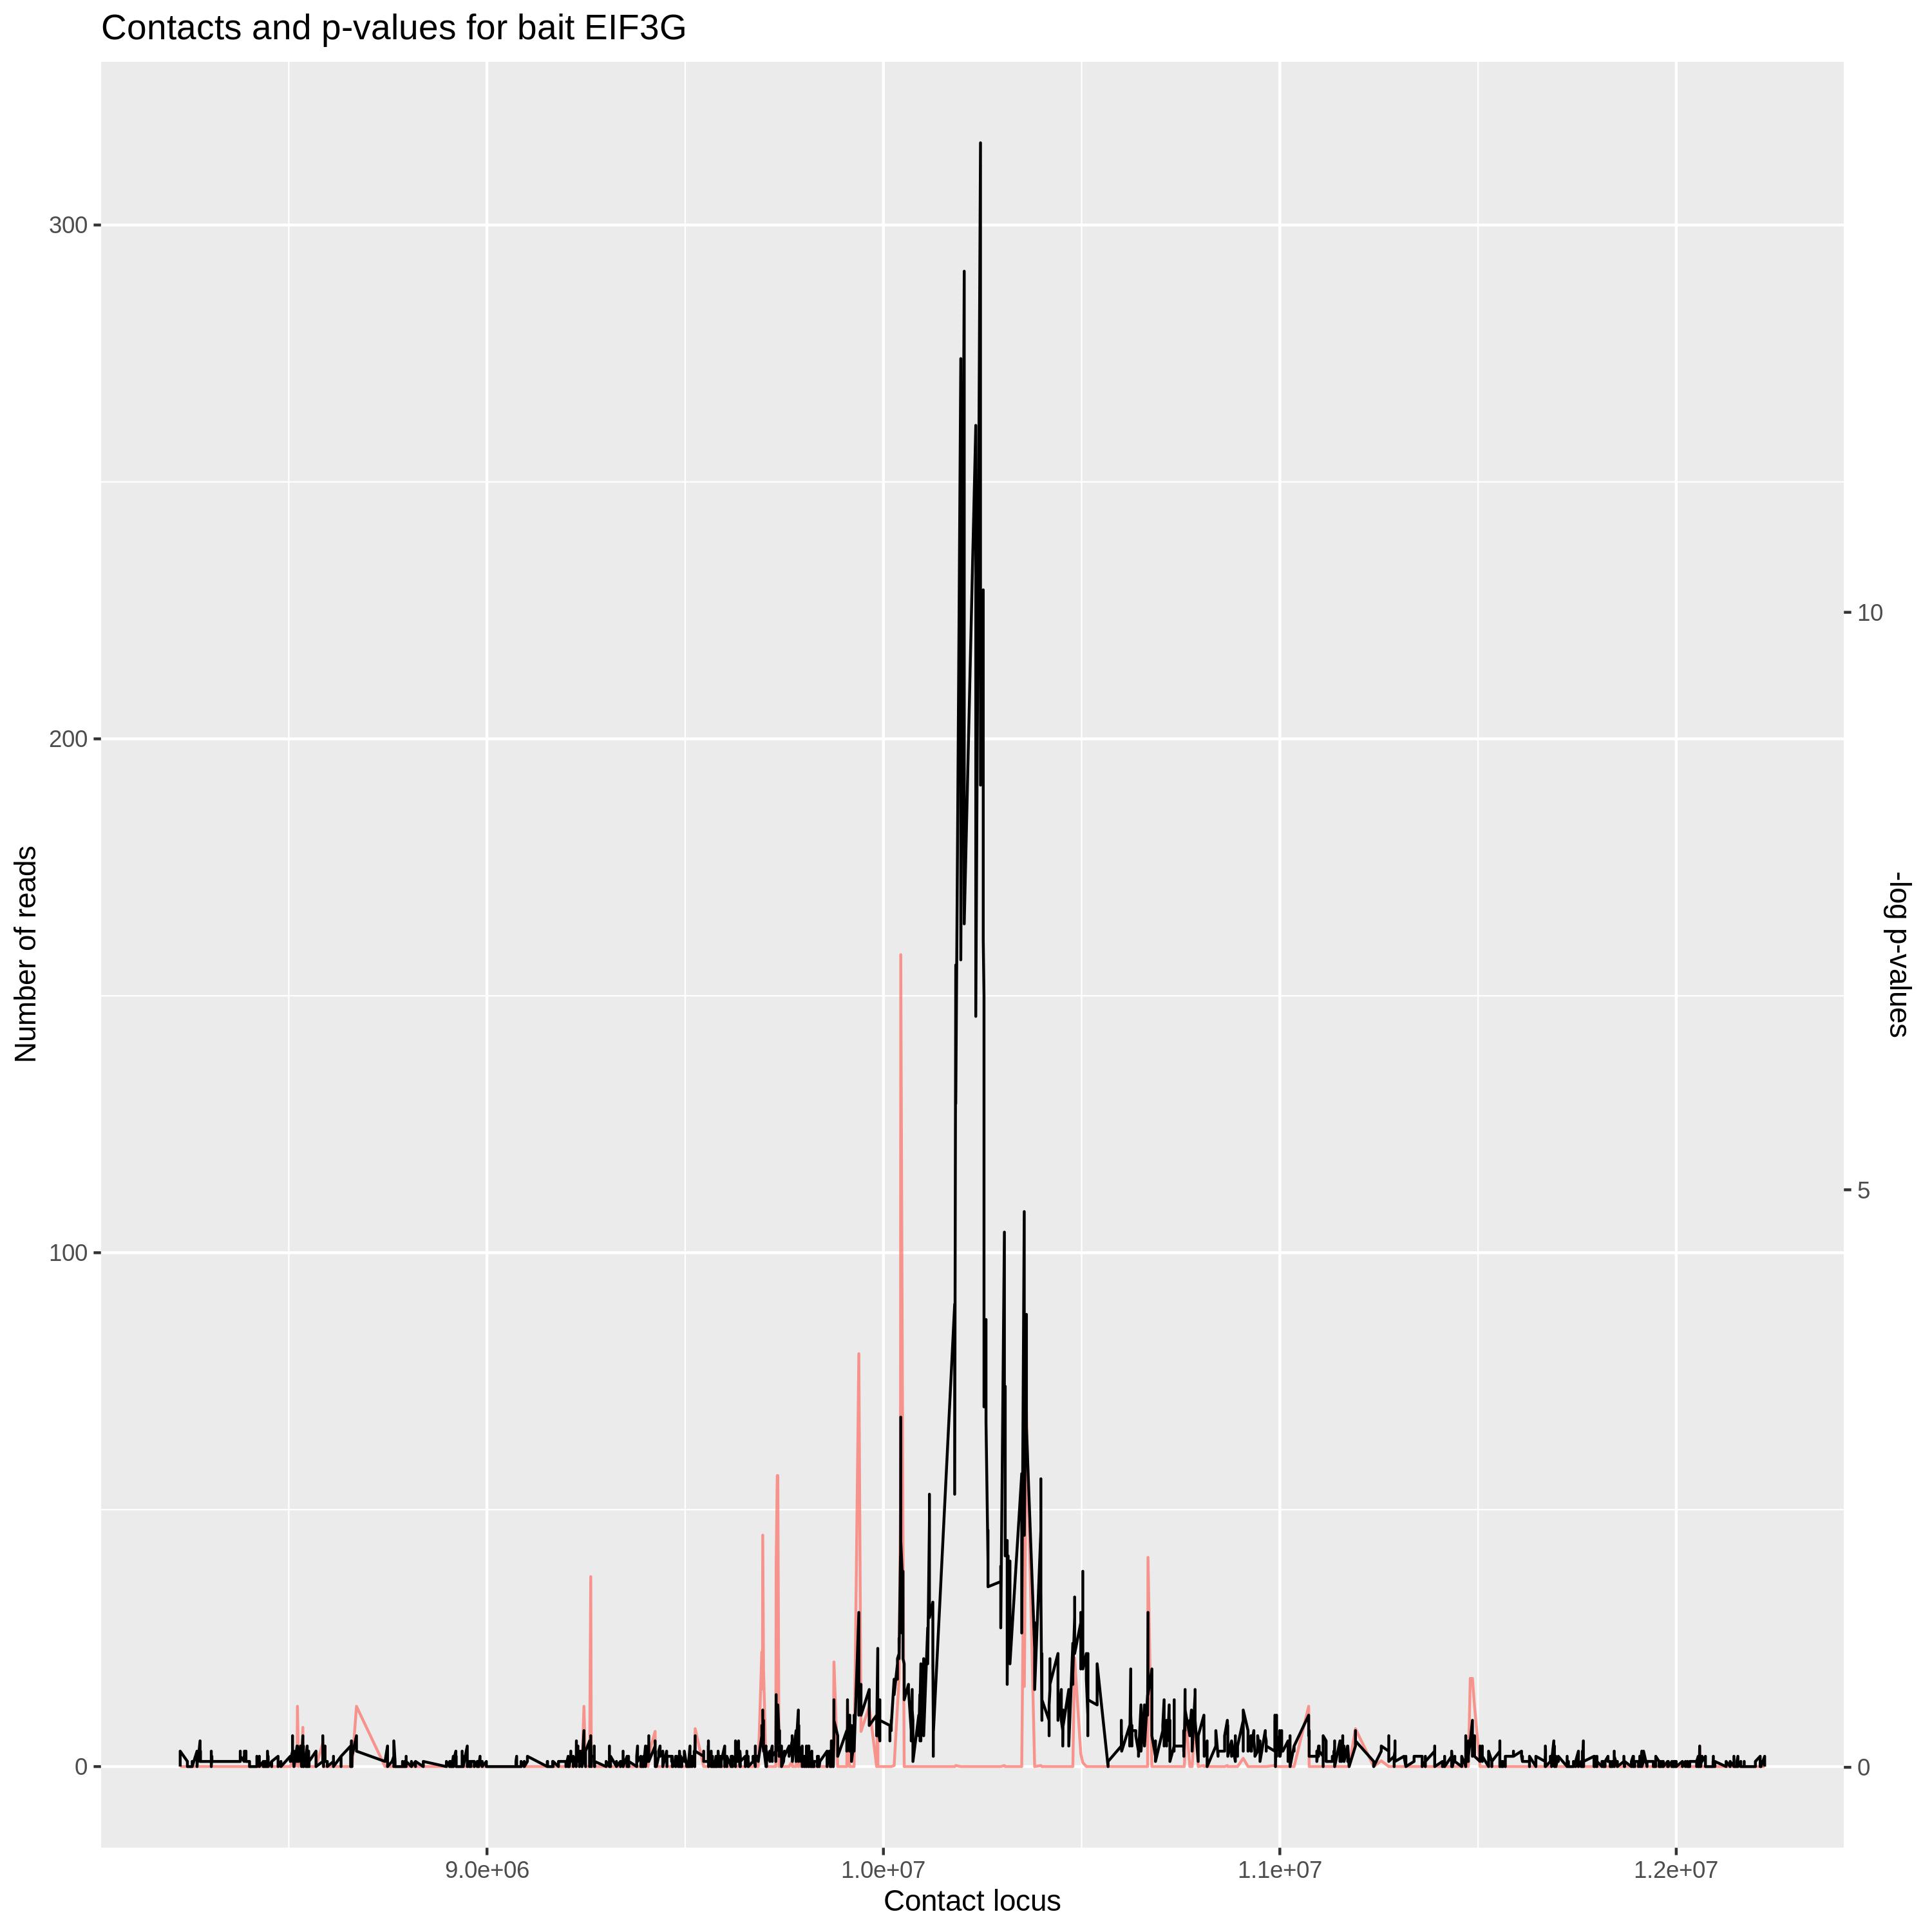 Contacts and p-values for bait EIF3G
300
200
100
0
Number of reads
10
5
0
-log p-values
9.0e+06
1.0e+07
1.1e+07
1.2e+07
Contact locus